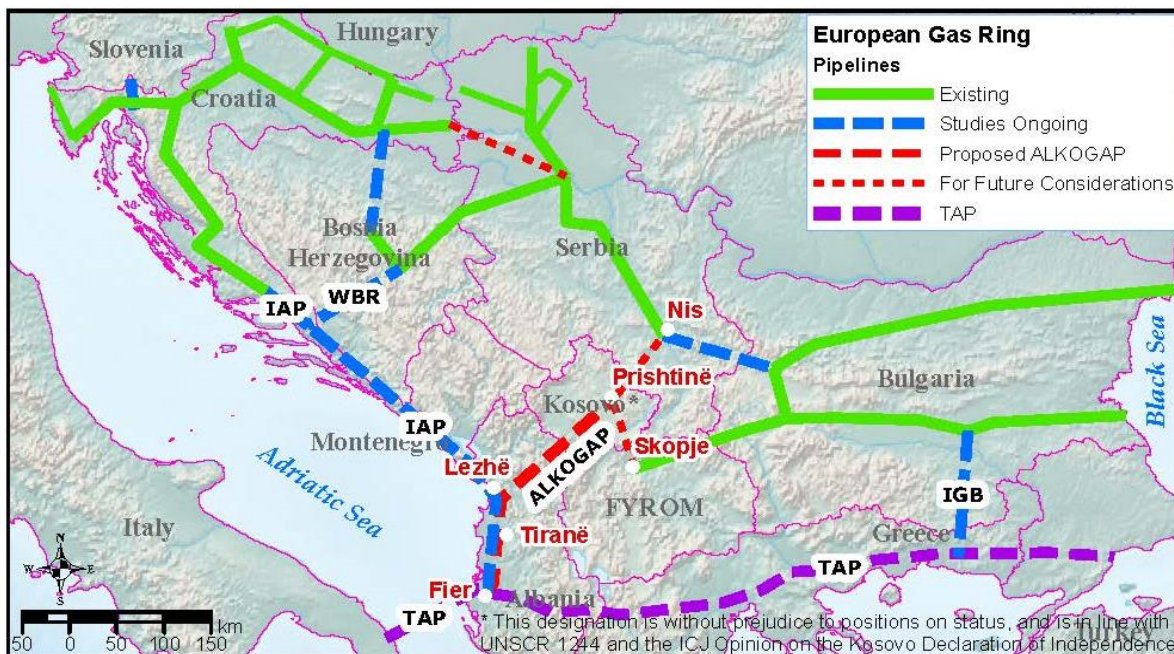 European Gas Ring
Pipelines
Existing
Studies Ongoing
Proposed ALKOGAP
For Future Considerations
TAP
Slovenia
Hungary
Croatia
Bosnia
Herzegovina
Serbia
IAP
WBR
Nis
Prishtinë
Bulgaria
Black Sea
Kosovo *
IAP
Montenegro
Lezhë
ALKOGAP
Skopje
Adriatic Sea
FYROM
IGB
Italy
Tiranë
Greece
TAP
N
W E
S
Fier
Albania
TAP
50 0 50 100 150 km
Turkey
* This designation is without prejudice to positions on status, and is in line with
UNSCR 1244 and the ICJ Opinion on the Kosovo Declaration of Independence